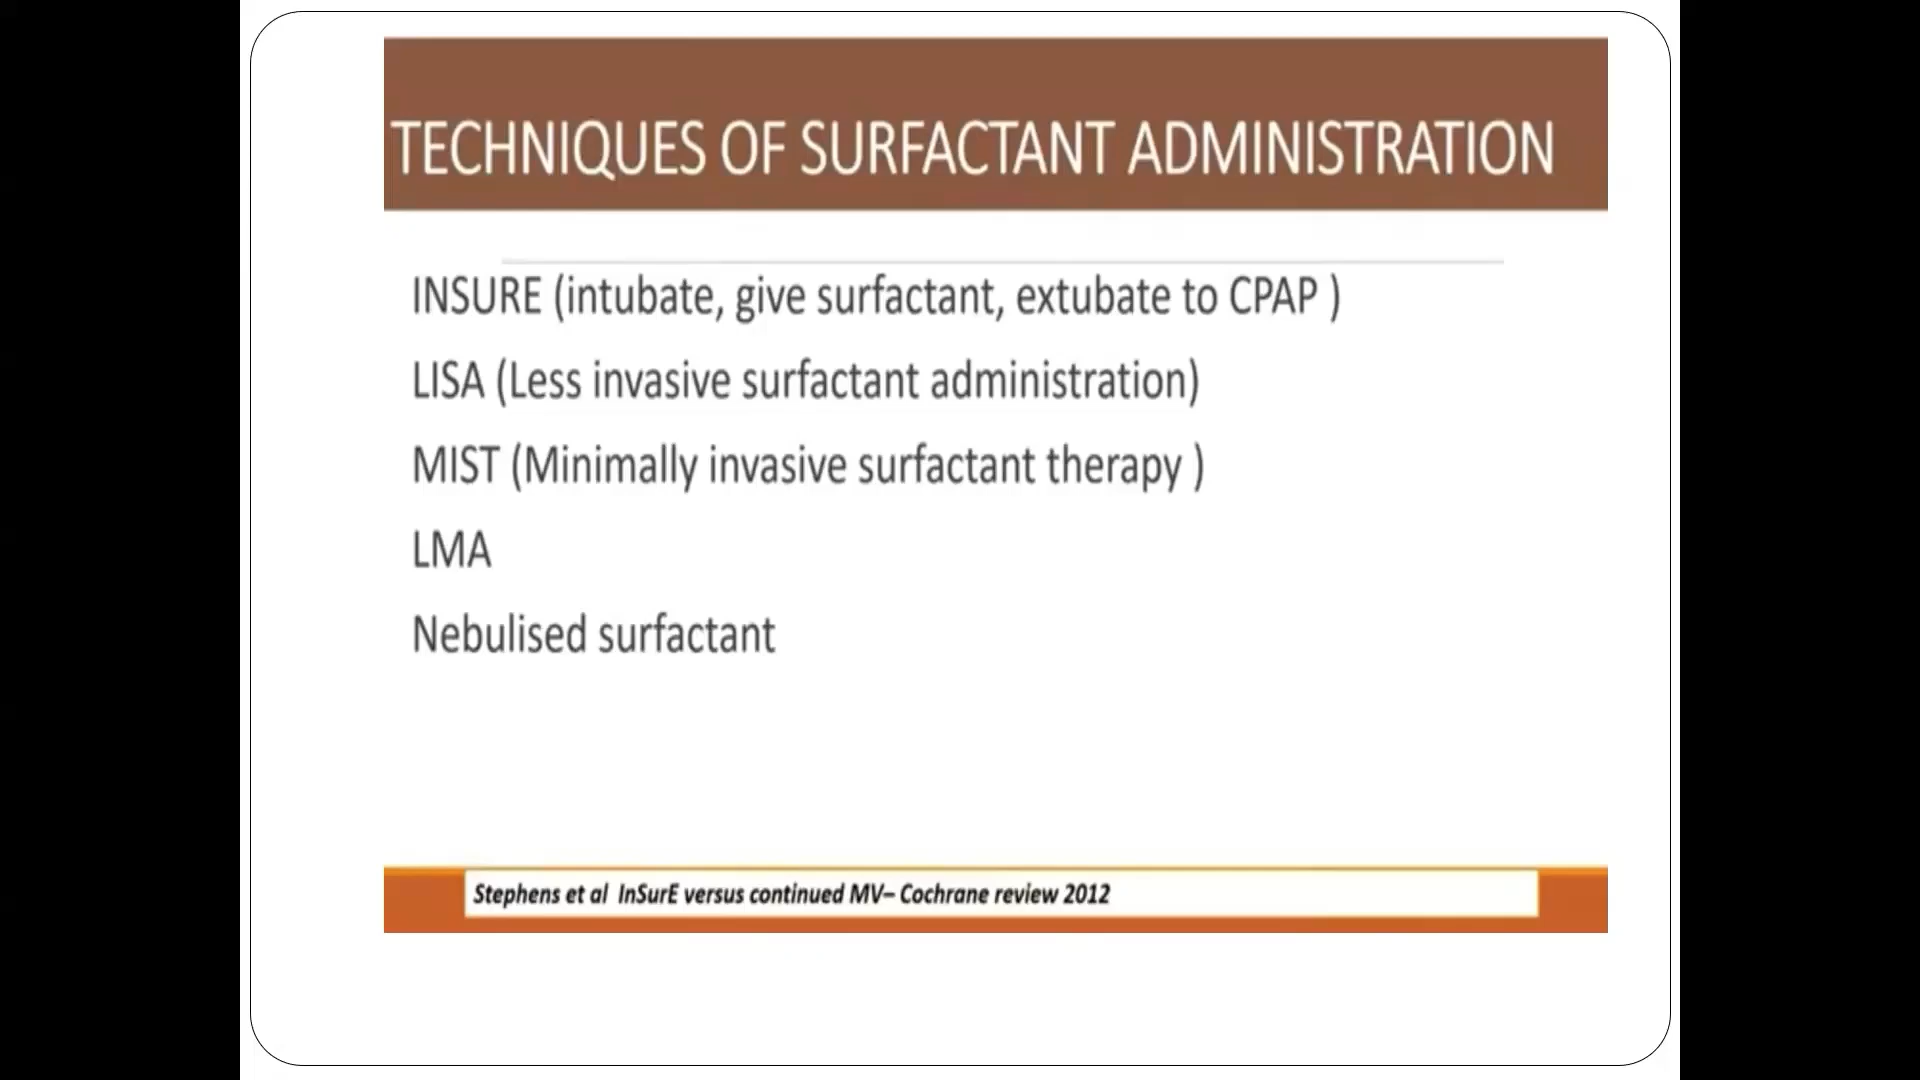 TECHNIQUES OF SURFACTANT ADMINISTRATION
INSURE (intubate, give surfactant, extubate to CPAP )
LISA (Less invasive surfactant administration)
MIST (Minimally invasive surfactant therapy )
LMA
Nebulised surfactant
Stephens et al InSurE versus continued MV– Cochrane review 2012